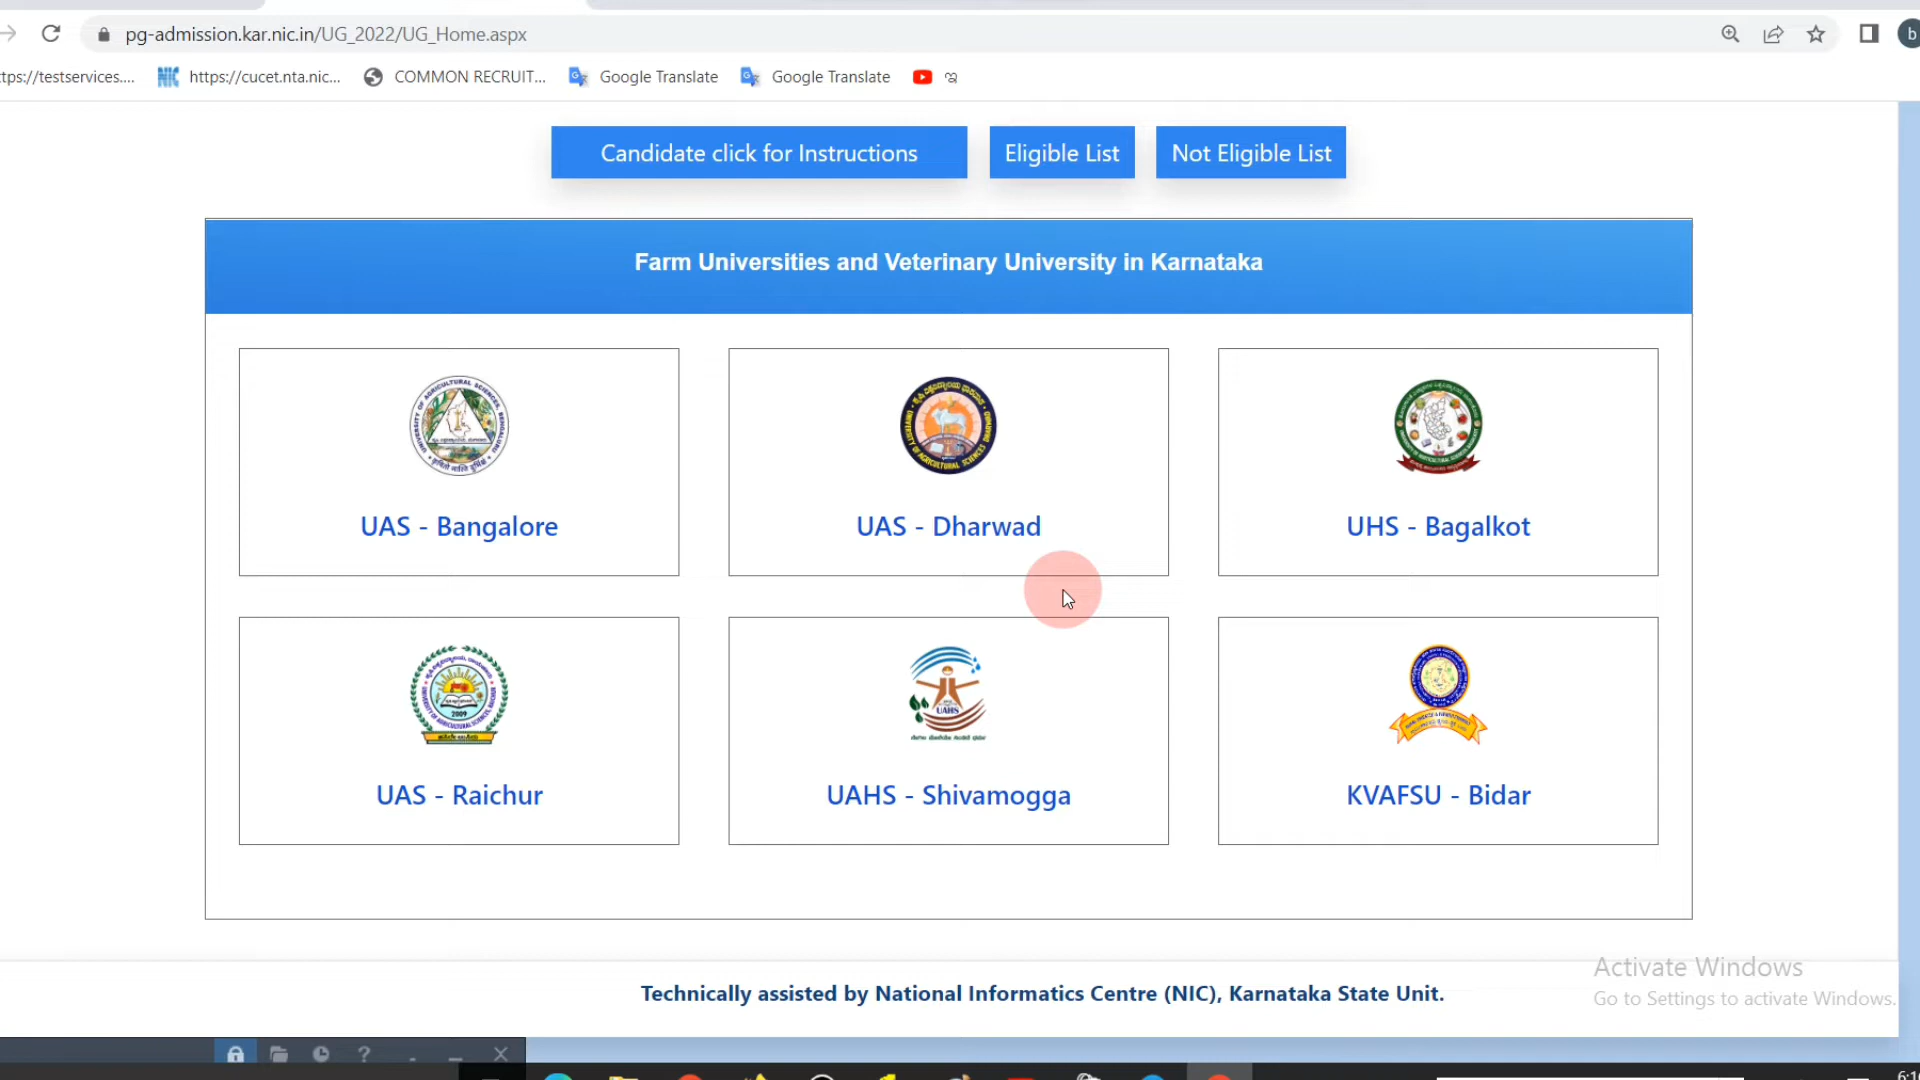 pg-admission.kar.nic.in/UG_2022/UG_Home.aspx
b
tps://testservices.... https://cucet.nta.nic... COMMON RECRUIT... Google Translate Google Translate
Candidate click for Instructions Eligible List Not Eligible List
Farm Universities and Veterinary University in Karnataka
UAS - Bangalore UAS - Dharwad UHS - Bagalkot
2009
UAHS
UAS - Raichur UAHS - Shivamogga KVAFSU - Bidar
Technically assisted by National Informatics Centre (NIC), Karnataka State Unit.
Activate Windows
Go to Settings to activate Windows.